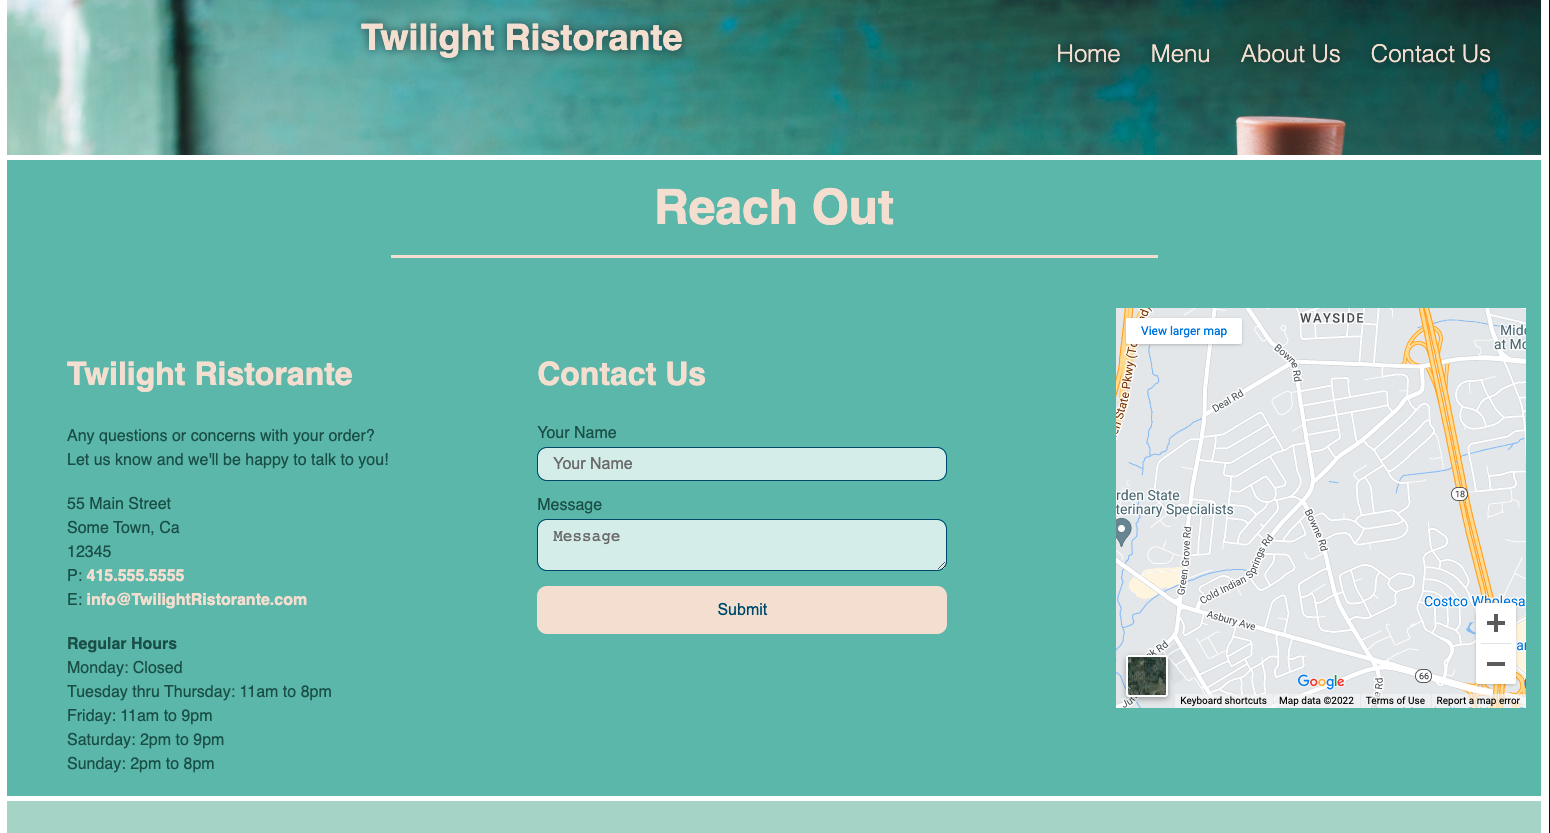 Twilight Ristorante
Home Menu About Us Contact Us
Reach Out
Twilight Ristorante
Any questions or concerns with your order?
Let us know and we'll be happy to talk to you!
55 Main Street
Some Town, Ca
12345
P: 415.555.5555
E: info@TwilightRistorante.com
Regular Hours
Monday: Closed
Tuesday thru Thursday: 11am to 8pm
Friday: 11am to 9pm
Saturday: 2pm to 9pm
Sunday: 2pm to 8pm
Contact Us
Your Name
Your Name
Message
Message
Submit
View larger map
WAYSIDE
State Pkwy
Bowne Rd
Deal Rd
at
18
State
Specialists
Bowne Rd
Green Grove Rd
Cold Indian Springs Rd
Costco
Asbury Ave
66
Rd
Rd
Google
Keyboard shortcuts Map data ©2022 Terms of Use Report a map error